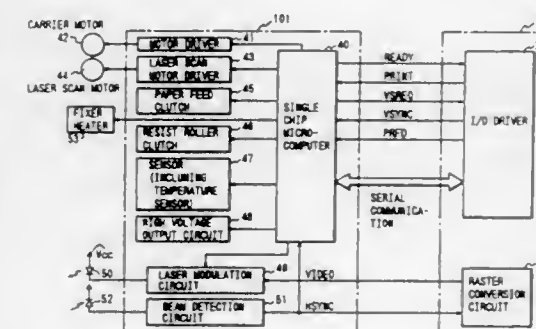 CARRIER MOTOR
42
101
41
MOTOR DRIVER
40
43
LASER SCAN
MOTOR DRIVER
44
LASER SCAN MOTOR
PAPER FEED
CLUTCH
45
FIXER
HEATER
53
RESIST ROLLER
CLUTCH
46
SENSOR
(INCLUDING
TEMPERATURE
SENSOR)
47
HIGH VOLTAGE
OUTPUT CIRCUIT
48
SINGLE
CHIP
MICRO-
COMPUTER
READY
PRINT
VSREQ
VSYNC
PRFD
I/O DRIVER
SERIAL
COMMUNICA-
TION
Vcc
50
LASER MODULATION
CIRCUIT
49
VIDEO
52
BEAM DETECTION
CIRCUIT
51
HSYNC
RASTER
CONVERSION
CIRCUIT